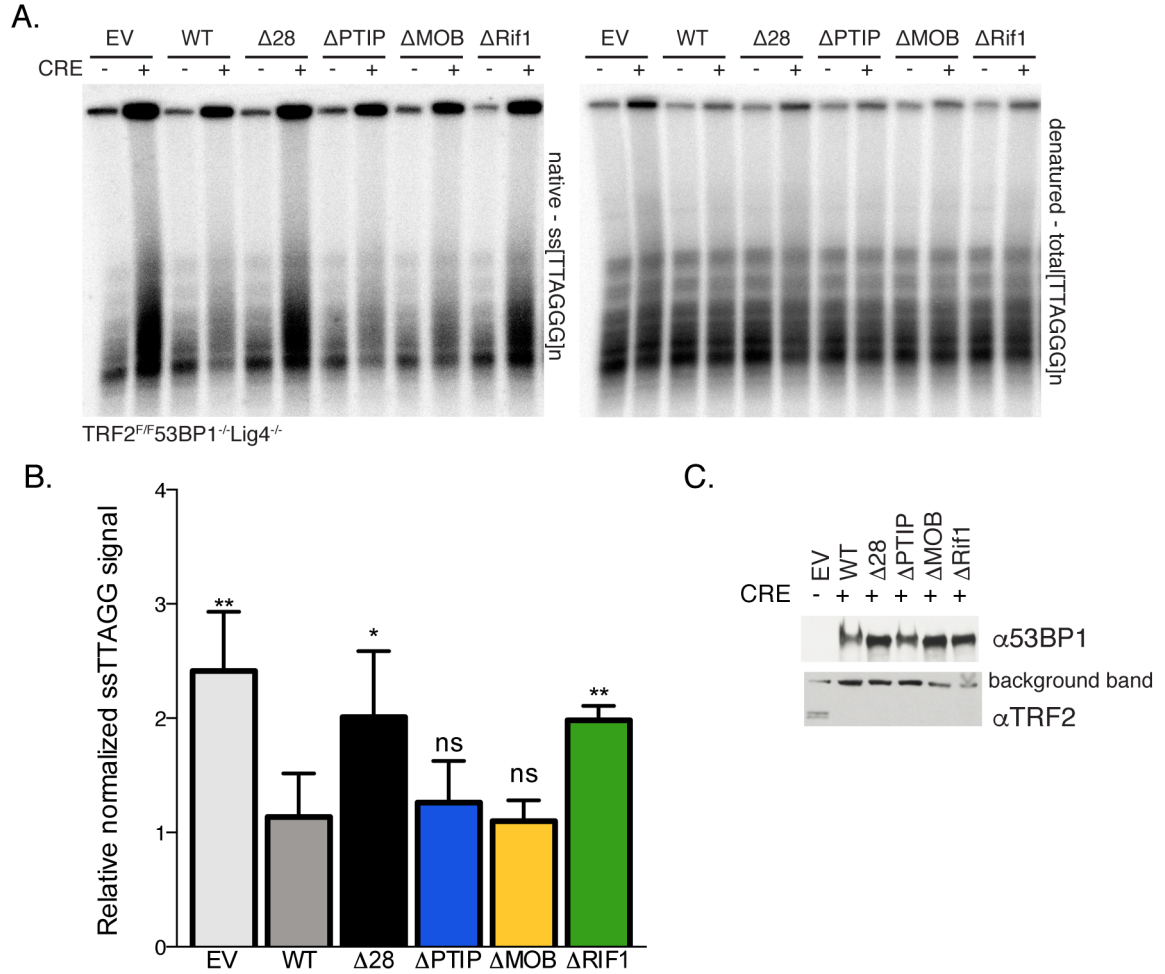 A.
EV WT Δ28 ΔPTIP ΔMOB ΔRif1 EV WT Δ28 ΔPTIP ΔMOB ΔRif1
CRE - + - + - + - + - + - + - + - + - + - + - + - +
native - ss[TTAGGG]n
denatured - total[TTAGGG]n
TRF2F/F53BP1-/-Lig4-/-
B.
Relative normalized ssTTAGG signal
4
3
2
1
0
**
*
ns
ns
**
EV WT Δ28 ΔPTIP ΔMOB ΔRIF1
C.
EV WT Δ28 ΔPTIP ΔMOB ΔRif1
CRE - + + + + +
α53BP1
background band
αTRF2